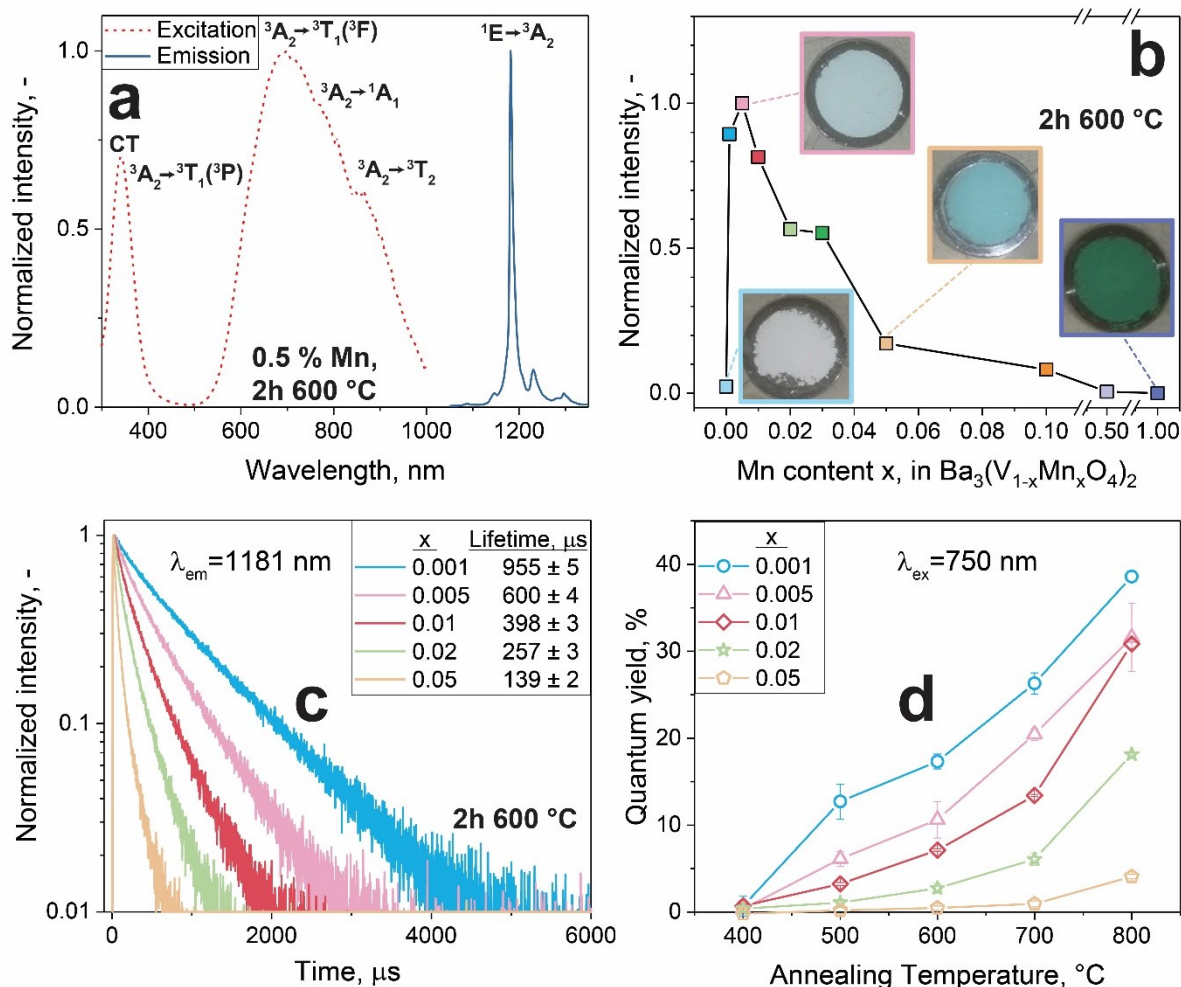 Excitation
Emission
³A₂→³T₁(³F)
¹E→³A₂
a
³A₂→¹A₁
CT
³A₂→³T₁(³P)
³A₂→³T₂
0.5 % Mn,
2h 600 °C
Normalized intensity, -
1.0
0.5
0.0
400 600 800 1000 1200
Wavelength, nm
b
2h 600 °C
Normalized intensity, -
1.0
0.5
0.0
0.00 0.02 0.04 0.06 0.08 0.10 0.50 1.00
Mn content x, in Ba₃(V₁₋ₓMnₓO₄)₂
λem=1181 nm
x Lifetime, μs
0.001 955 ± 5
0.005 600 ± 4
0.01 398 ± 3
0.02 257 ± 3
0.05 139 ± 2
c
2h 600 °C
Normalized intensity, -
1
0.1
0.01
0 2000 4000 6000
Time, μs
x
0.001
0.005
0.01
0.02
0.05
λex=750 nm
d
Quantum yield, %
40
30
20
10
0
400 500 600 700 800
Annealing Temperature, °C